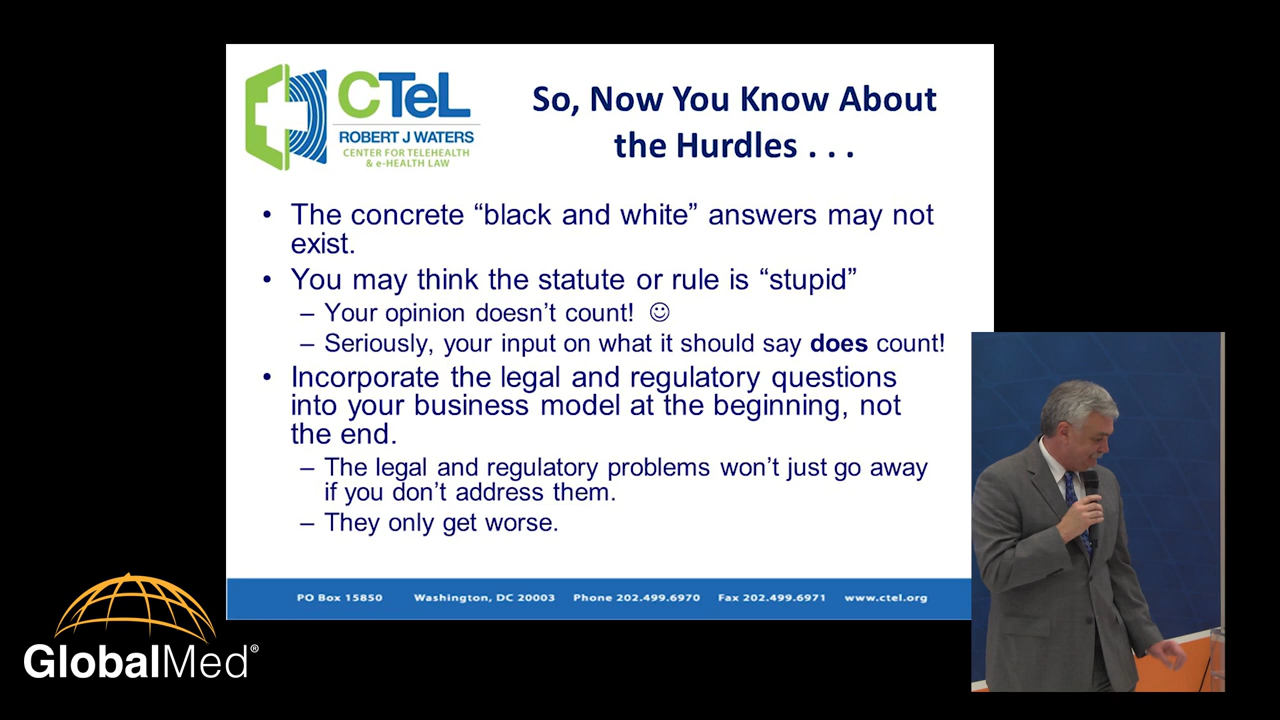 CTeL
ROBERT J WATERS
CENTER FOR TELEHEALTH
& e-HEALTH LAW
So, Now You Know About
the Hurdles . . .
• The concrete “black and white” answers may not
exist.
• You may think the statute or rule is “stupid”
– Your opinion doesn’t count! ☺
– Seriously, your input on what it should say does count!
• Incorporate the legal and regulatory questions
into your business model at the beginning, not
the end.
– The legal and regulatory problems won’t just go away
if you don’t address them.
– They only get worse.
PO Box 15850 Washington, DC 20003 Phone 202.499.6970 Fax 202.499.6971 www.ctel.org
GlobalMed®